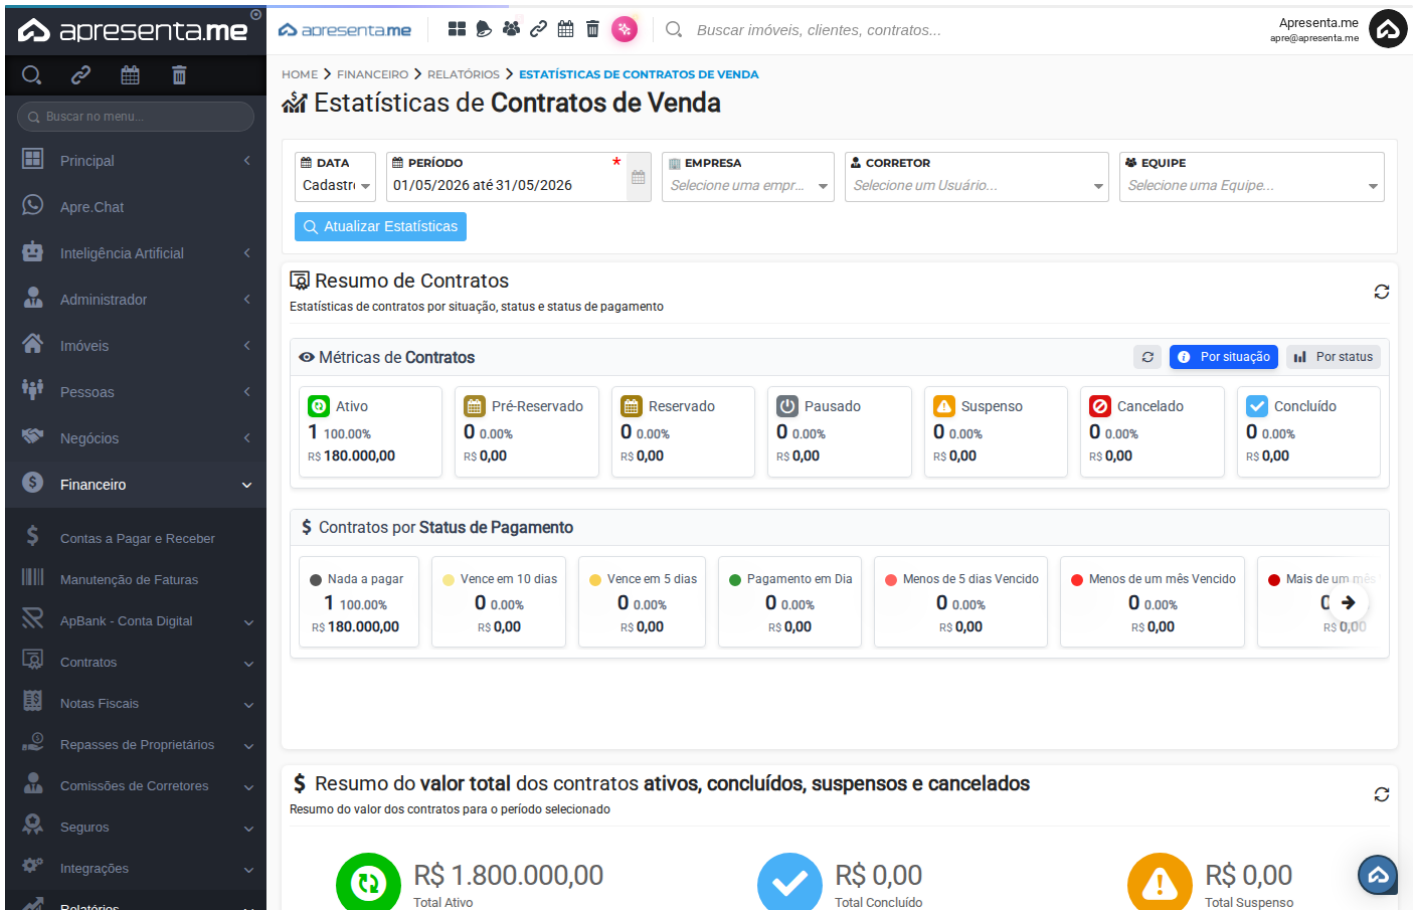 apresenta.me
apresenta.me
Buscar imóveis, clientes, contratos...
Apresenta.me
apre@apresenta.me
Buscar no menu...
Principal
Apre.Chat
Inteligência Artificial
Administrador
Imóveis
Pessoas
Negócios
Financeiro
Contas a Pagar e Receber
Manutenção de Faturas
ApBank - Conta Digital
Contratos
Notas Fiscais
Repasses de Proprietários
Comissões de Corretores
Seguros
Integrações
Relatórios
HOME > FINANCEIRO > RELATÓRIOS > ESTATÍSTICAS DE CONTRATOS DE VENDA
Estatísticas de Contratos de Venda
DATA
Cadastr
PERÍODO *
01/05/2026 até 31/05/2026
EMPRESA
Selecione uma empr...
CORRETOR
Selecione um Usuário...
EQUIPE
Selecione uma Equipe...
Atualizar Estatísticas
Resumo de Contratos
Estatísticas de contratos por situação, status e status de pagamento
Métricas de Contratos
Por situação
Por status
Ativo
1 100.00%
R$ 180.000,00
Pré-Reservado
0 0.00%
R$ 0,00
Reservado
0 0.00%
R$ 0,00
Pausado
0 0.00%
R$ 0,00
Suspenso
0 0.00%
R$ 0,00
Cancelado
0 0.00%
R$ 0,00
Concluído
0 0.00%
R$ 0,00
$ Contratos por Status de Pagamento
Nada a pagar
1 100.00%
R$ 180.000,00
Vence em 10 dias
0 0.00%
R$ 0,00
Vence em 5 dias
0 0.00%
R$ 0,00
Pagamento em Dia
0 0.00%
R$ 0,00
Menos de 5 dias Vencido
0 0.00%
R$ 0,00
Menos de um mês Vencido
0 0.00%
R$ 0,00
Mais de um mês
R$ 0,00
$ Resumo do valor total dos contratos ativos, concluídos, suspensos e cancelados
Resumo do valor dos contratos para o período selecionado
R$ 1.800.000,00
Total Ativo
R$ 0,00
Total Concluído
R$ 0,00
Total Suspenso